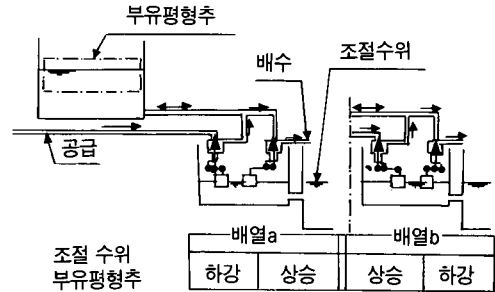 부유평형추
배수
조절수위
공급
배열a 배열b
조절 수위
부유평형추
하강 상승 상승 하강